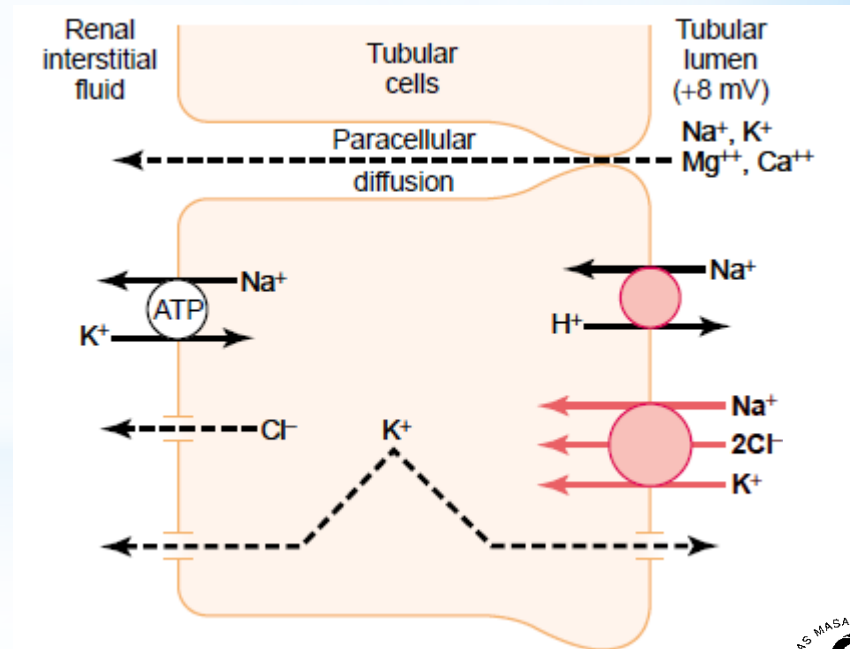 Renal
interstitial
fluid
Tubular
cells
Tubular
lumen
(+8 mV)
Paracellular
diffusion
Na⁺, K⁺
Mg⁺⁺, Ca⁺⁺
Na⁺
ATP
K⁺
Na⁺
H⁺
Cl⁻
K⁺
Na⁺
2Cl⁻
K⁺